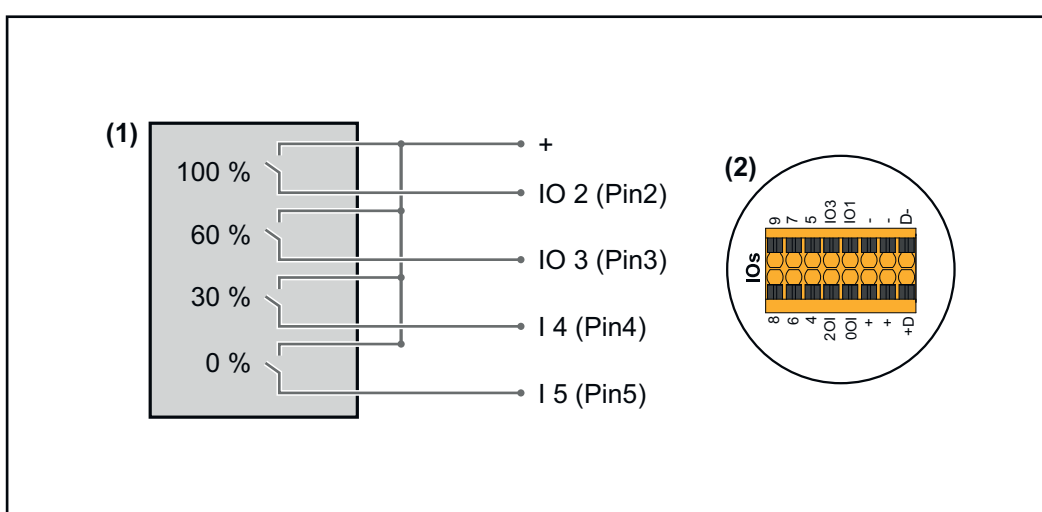 (1)
100 %
60 %
30 %
0 %
+
IO 2 (Pin2)
IO 3 (Pin3)
I 4 (Pin4)
I 5 (Pin5)
(2)
IOs
9
7
5
IO3
IO1
-
-
D-
8
6
4
IO2
IO0
+
+
D+